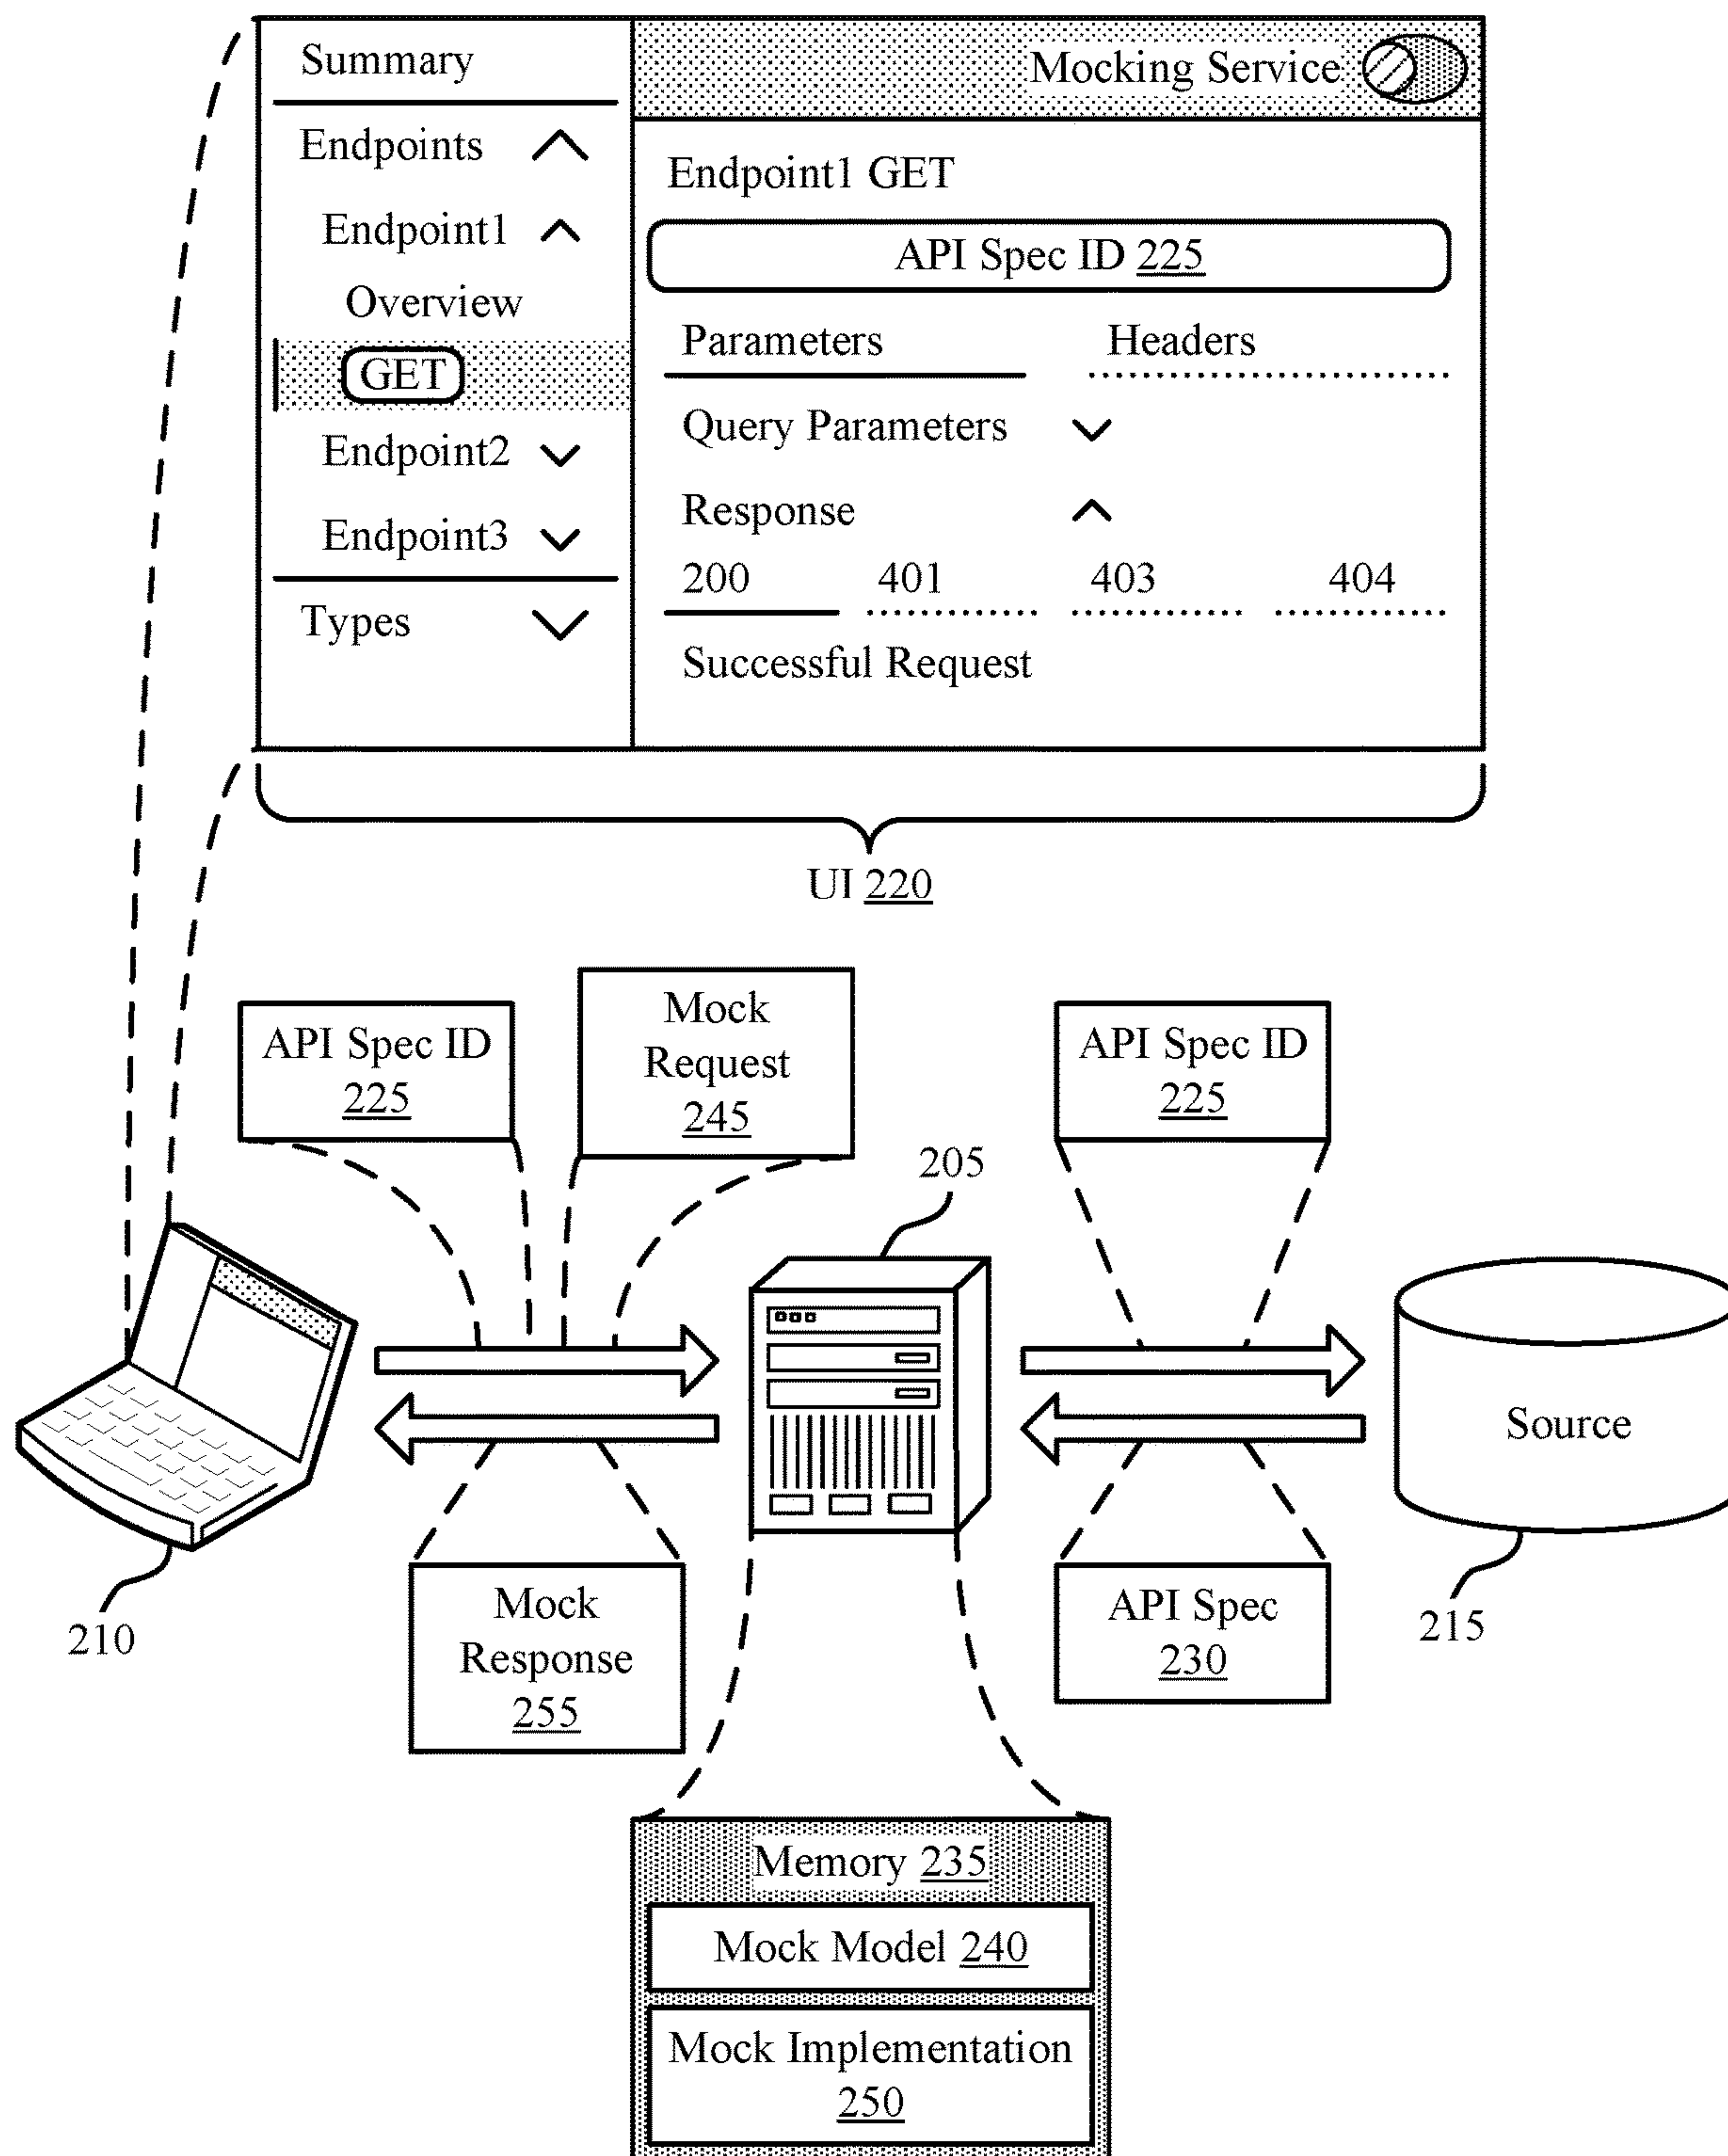 Summary
Mocking Service
Endpoints
Endpoint1
Overview
GET
Endpoint2
Endpoint3
Types
Endpoint1 GET
API Spec ID 225
Parameters
Headers
Query Parameters
Response
200
401
403
404
Successful Request
UI 220
API Spec ID
225
Mock
Request
245
API Spec ID
225
205
Source
210
215
Mock
Response
255
API Spec
230
Memory 235
Mock Model 240
Mock Implementation
250